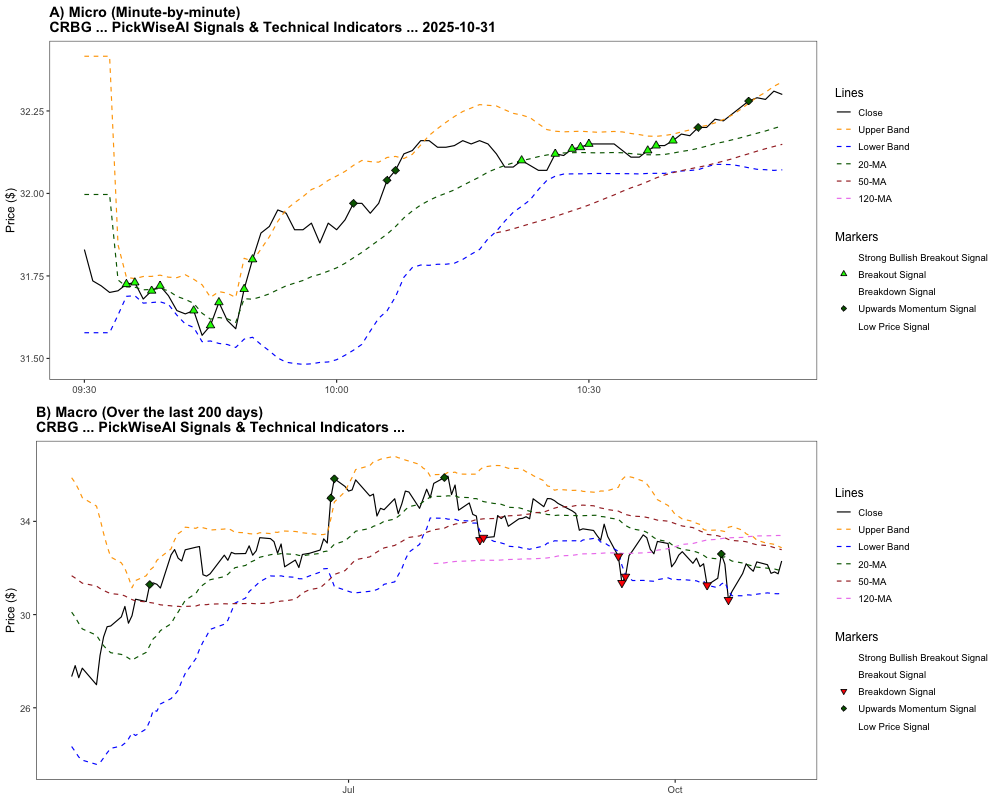 A) Micro (Minute-by-minute)
CRBG ... PickWiseAI Signals & Technical Indicators ... 2025-10-31
Price ($)
32.25
32.00
31.75
31.50
09:30
10:00
10:30
Lines
Close
Upper Band
Lower Band
20-MA
50-MA
120-MA
Markers
Strong Bullish Breakout Signal
Breakout Signal
Breakdown Signal
Upwards Momentum Signal
Low Price Signal
B) Macro (Over the last 200 days)
CRBG ... PickWiseAI Signals & Technical Indicators ...
Price ($)
34
30
26
Jul
Oct
Lines
Close
Upper Band
Lower Band
20-MA
50-MA
120-MA
Markers
Strong Bullish Breakout Signal
Breakout Signal
Breakdown Signal
Upwards Momentum Signal
Low Price Signal